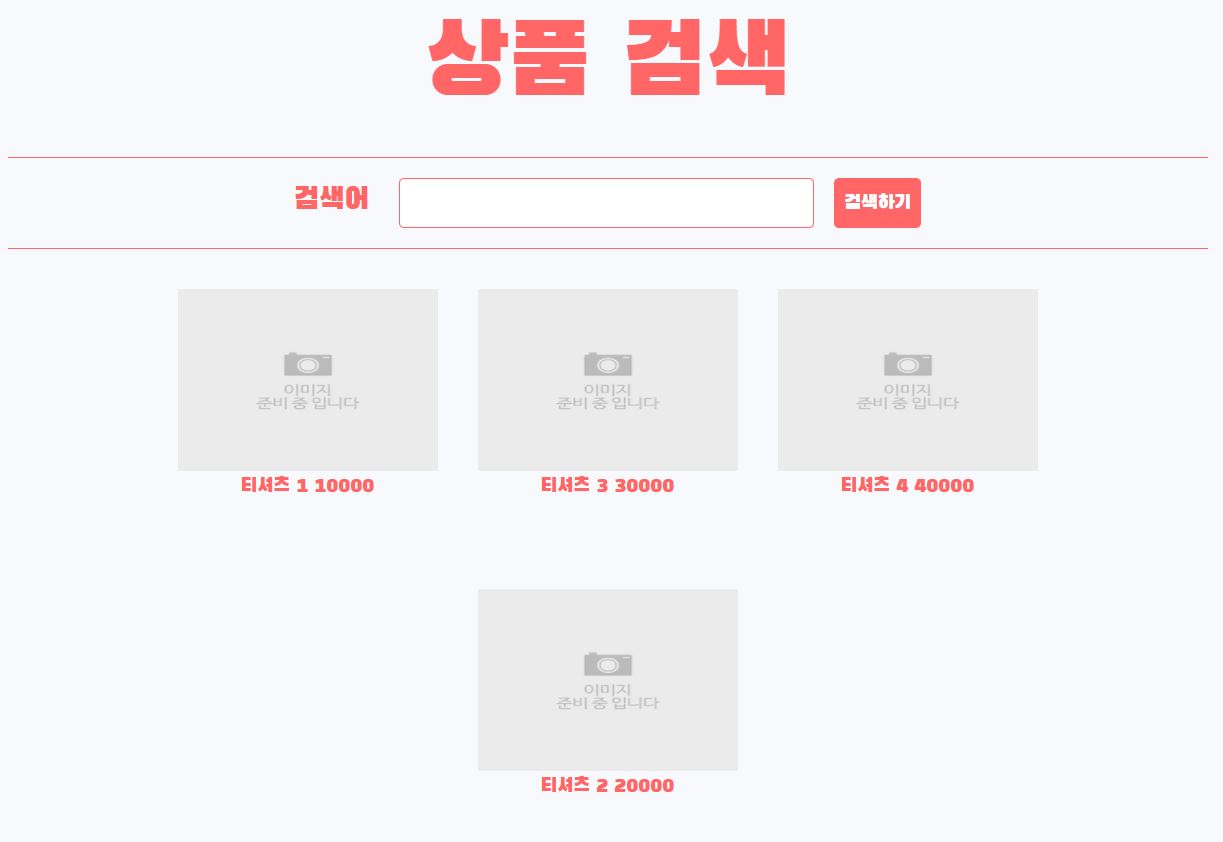 상품 검색
검색어
검색하기
이미지
준비 중 입니다
티셔츠 1 10000
이미지
준비 중 입니다
티셔츠 3 30000
이미지
준비 중 입니다
티셔츠 4 40000
이미지
준비 중 입니다
티셔츠 2 20000